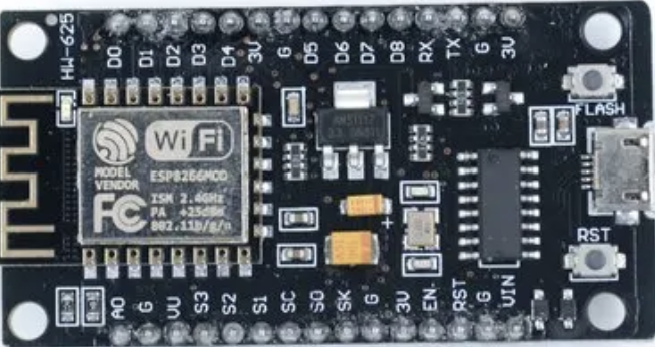 HW-625
D0 D1 D2 D3 D4 3V G D5 D6 D7 D8 RX TX G 3V
FLASH
WiFi
MODEL
VENDOR
ESP8266MOD
ISM 2.4GHz
PA +25dBm
802.11b/g/n
FC
AMS1117
RST
A0 G VU S3 S2 S1 SC S0 SK G 3V EN RST G VIN